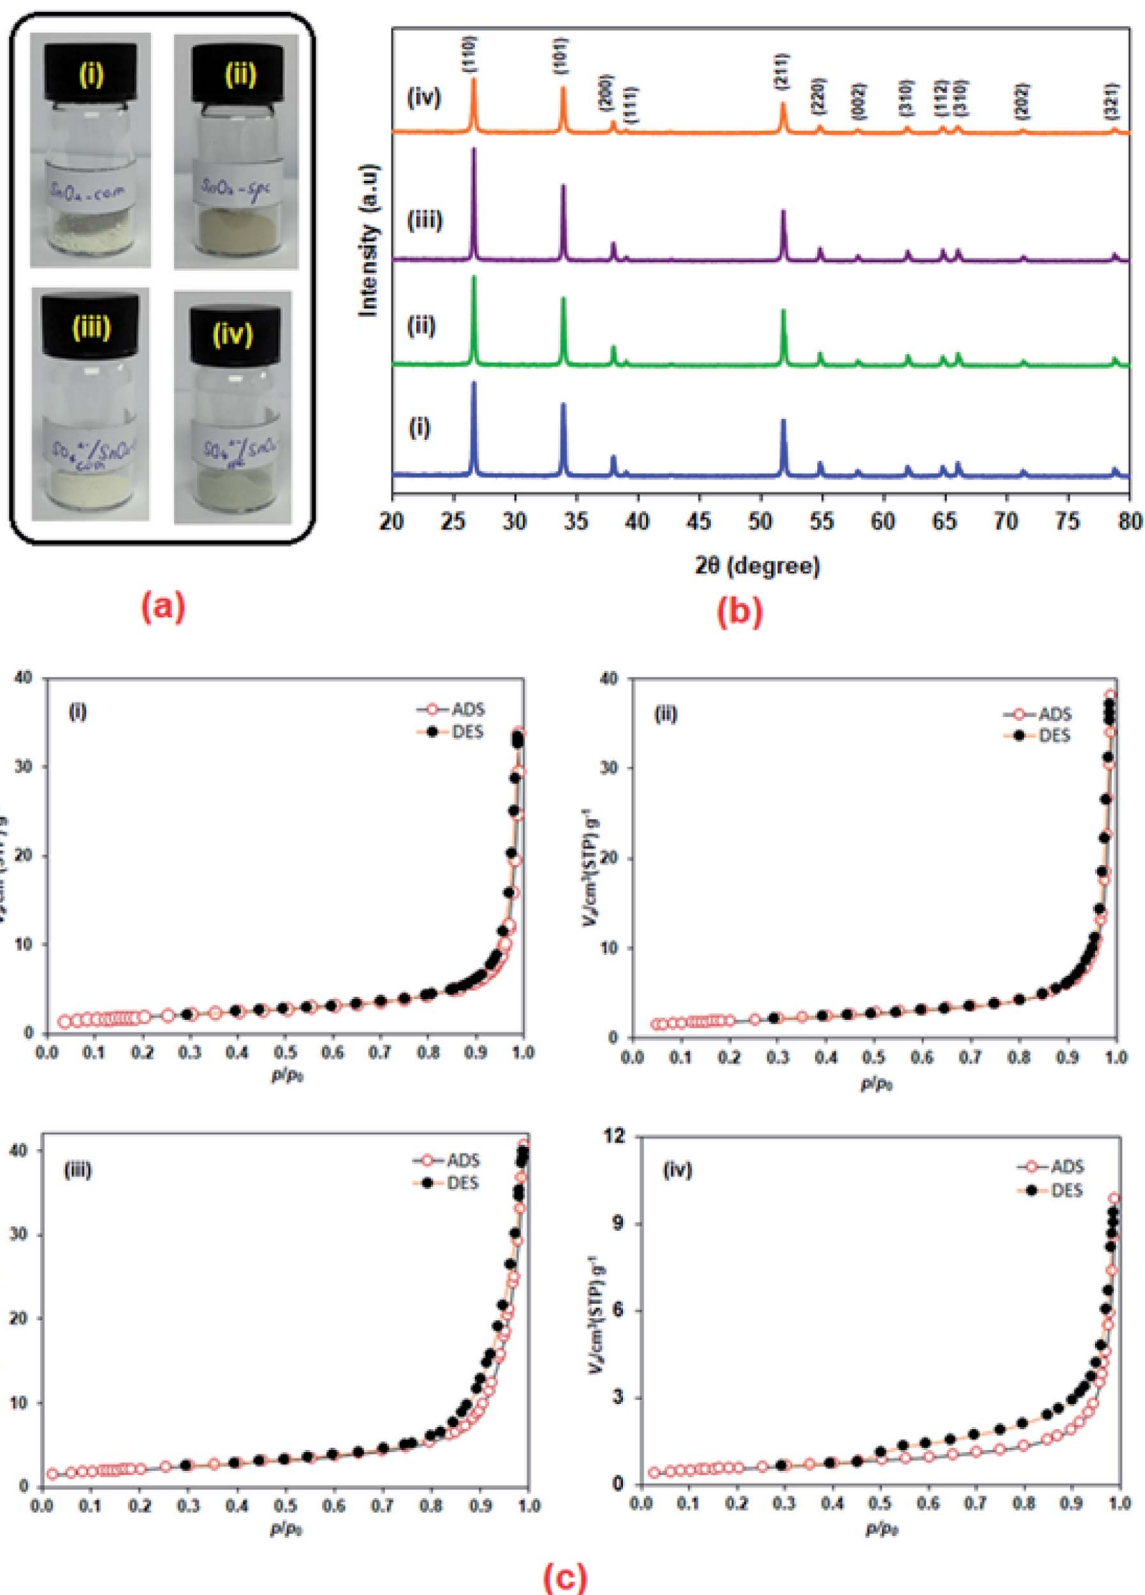 (i)
(ii)
SnO₂-com
SnO₂-spc
(iii)
(iv)
SO₄²⁻/SnO₂-
com
SO₄²⁻/SnO₂-
(a)
Intensity (a.u)
(iv)
(iii)
(ii)
(i)
(110)
(101)
(200)
(111)
(211)
(220)
(002)
(310)
(112)
(310)
(202)
(321)
20 25 30 35 40 45 50 55 60 65 70 75 80
2θ (degree)
(b)
(i)
ADS
DES
40
30
20
10
0
0.0 0.1 0.2 0.3 0.4 0.5 0.6 0.7 0.8 0.9 1.0
p/p₀
(ii)
ADS
DES
Vₐ/cm³(STP) g⁻¹
40
30
20
10
0
0.0 0.1 0.2 0.3 0.4 0.5 0.6 0.7 0.8 0.9 1.0
p/p₀
(iii)
ADS
DES
40
30
20
10
0
0.0 0.1 0.2 0.3 0.4 0.5 0.6 0.7 0.8 0.9 1.0
p/p₀
(iv)
ADS
DES
Vₐ/cm³(STP) g⁻¹
12
9
6
3
0
0.0 0.1 0.2 0.3 0.4 0.5 0.6 0.7 0.8 0.9 1.0
p/p₀
(c)